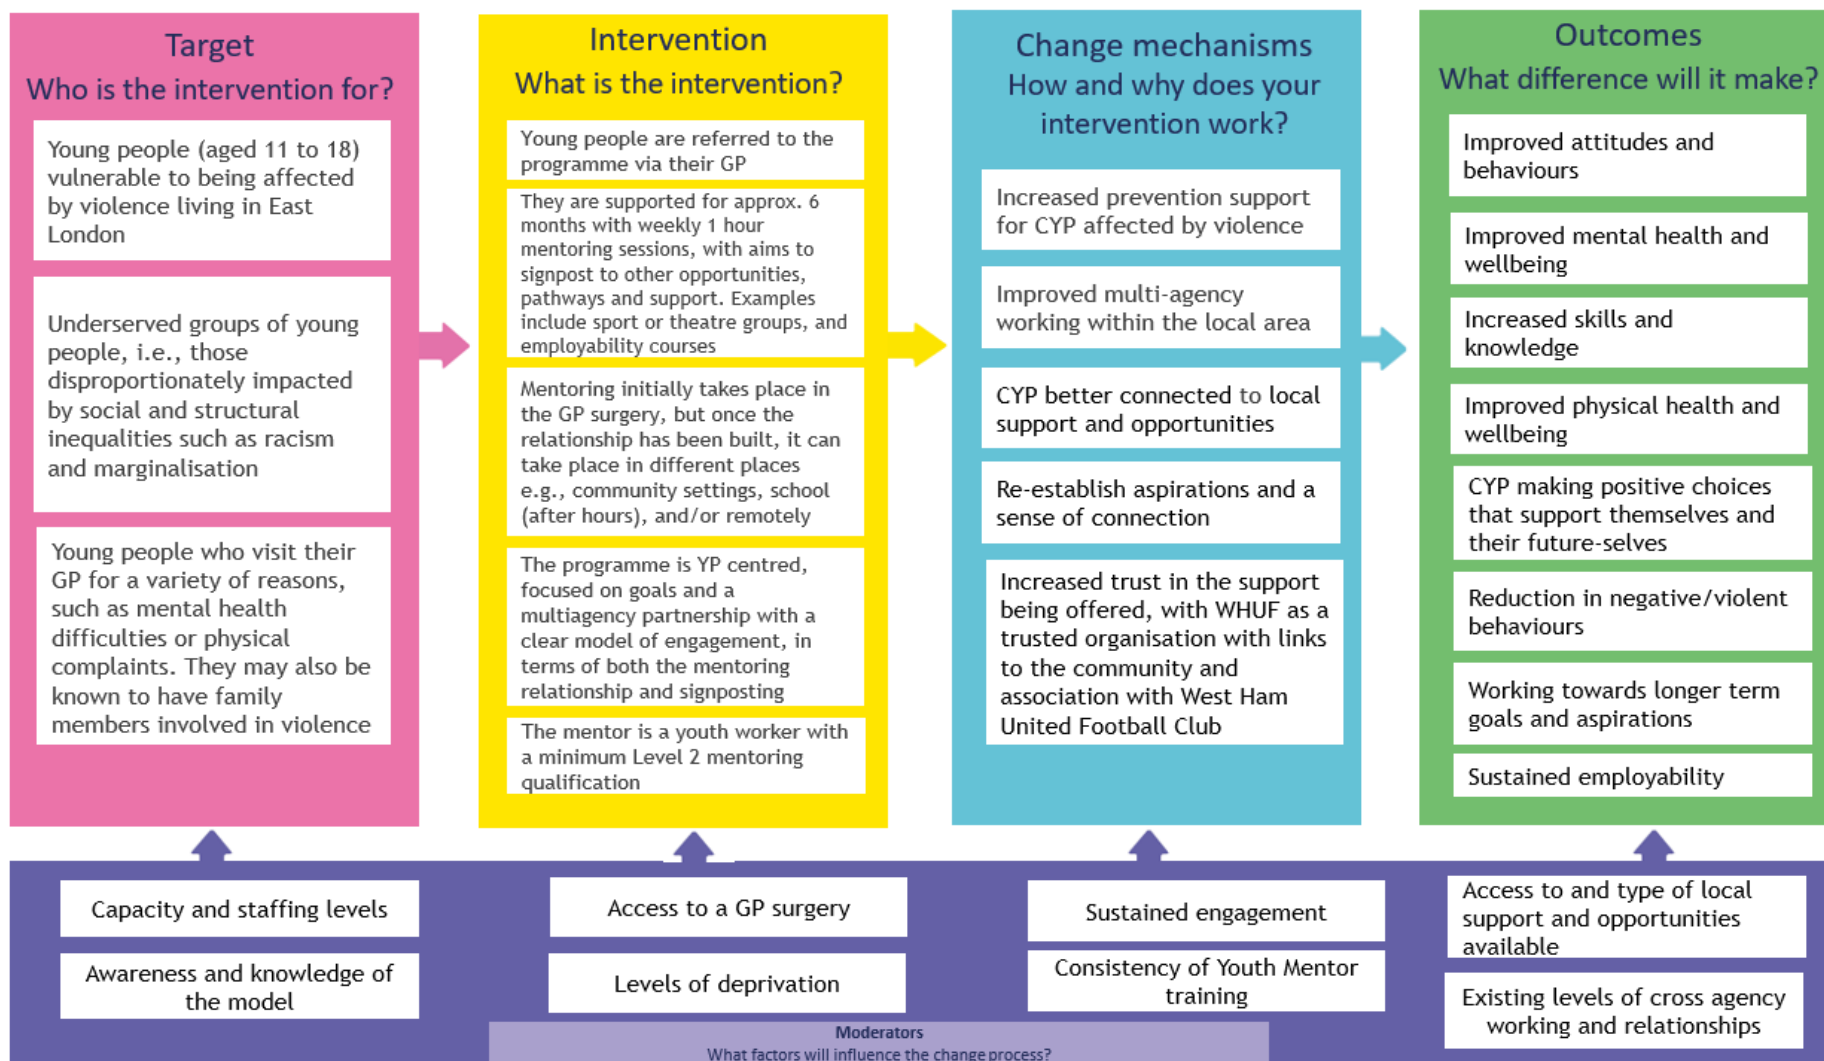 Target
Who is the intervention for?
Young people (aged 11 to 18)
vulnerable to being affected
by violence living in East
London
Underserved groups of young
people, i.e., those
disproportionately impacted
by social and structural
inequalities such as racism
and marginalisation
Young people who visit their
GP for a variety of reasons,
such as mental health
difficulties or physical
complaints. They may also be
known to have family
members involved in violence
Intervention
What is the intervention?
Young people are referred to the
programme via their GP
They are supported for approx. 6
months with weekly 1 hour
mentoring sessions, with aims to
signpost to other opportunities,
pathways and support. Examples
include sport or theatre groups, and
employability courses
Mentoring initially takes place in
the GP surgery, but once the
relationship has been built, it can
take place in different places
e.g., community settings, school
(after hours), and/or remotely
The programme is YP centred,
focused on goals and a
multiagency partnership with a
clear model of engagement, in
terms of both the mentoring
relationship and signposting
The mentor is a youth worker with
a minimum Level 2 mentoring
qualification
Change mechanisms
How and why does your
intervention work?
Increased prevention support
for CYP affected by violence
Improved multi-agency
working within the local area
CYP better connected to local
support and opportunities
Re-establish aspirations and a
sense of connection
Increased trust in the support
being offered, with WHUF as a
trusted organisation with links
to the community and
association with West Ham
United Football Club
Outcomes
What difference will it make?
Improved attitudes and
behaviours
Improved mental health and
wellbeing
Increased skills and
knowledge
Improved physical health and
wellbeing
CYP making positive choices
that support themselves and
their future-selves
Reduction in negative/violent
behaviours
Working towards longer term
goals and aspirations
Sustained employability
Capacity and staffing levels
Awareness and knowledge of
the model
Access to a GP surgery
Levels of deprivation
Sustained engagement
Consistency of Youth Mentor
training
Access to and type of local
support and opportunities
available
Existing levels of cross agency
working and relationships
Moderators
What factors will influence the change process?